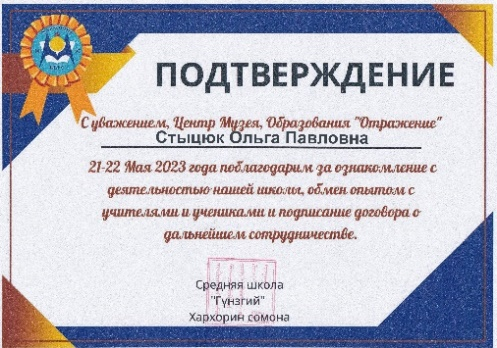 ПОДТВЕРЖДЕНИЕ
С уважением, Центр Музея, Образования "Отражение"
Стыцюк Ольга Павловна
21-22 Мая 2023 года поблагодарим за ознакомление с
деятельностью нашей школы, обмен опытом с
учителями и учениками и подписание договора о
дальнейшем сотрудничестве.
Средняя школа
"Гүнзгий"
Хархорин сомона